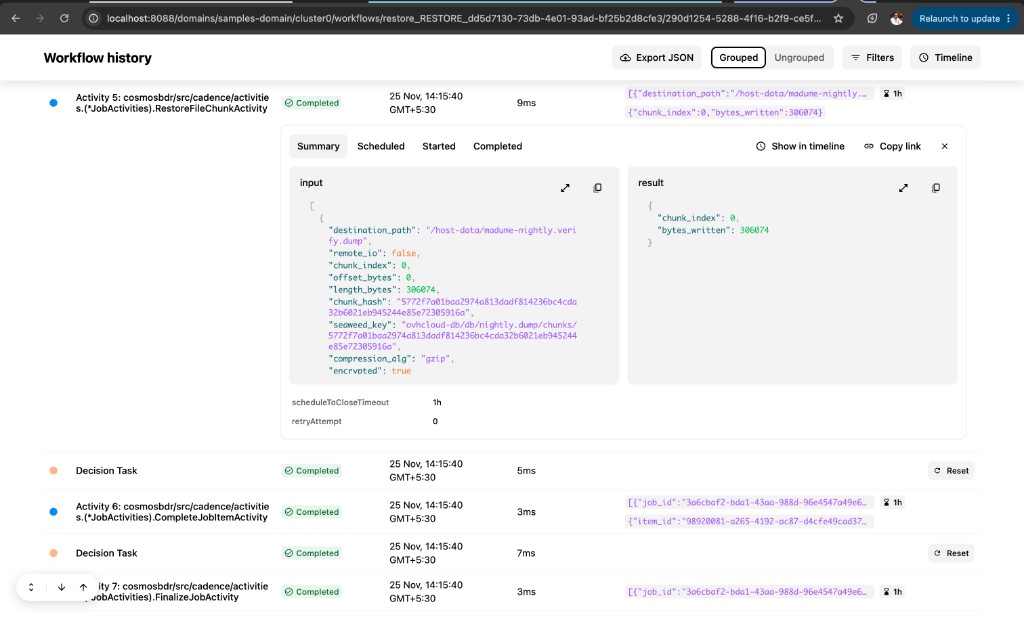 localhost:8088/domains/samples-domain/cluster0/workflows/restore_RESTORE_dd5d7130-73db-4e01-93ad-bf25b2d8cfe3/290d1254-5288-4f16-b2f9-ce5f...
Relaunch to update
Workflow history
Export JSON
Grouped
Ungrouped
Filters
Timeline
Activity 5: cosmosbdr/src/cadence/activitie
s.(*JobActivities).RestoreFileChunkActivity
Completed
25 Nov, 14:15:40
GMT+5:30
9ms
[{"destination_path":"/host-data/madume-nightly....
1h
{"chunk_index":0,"bytes_written":306074}
Summary
Scheduled
Started
Completed
Show in timeline
Copy link
input
[
{
"destination_path": "/host-data/madume-nightly.veri
fy.dump",
"remote_io": false,
"chunk_index": 0,
"offset_bytes": 0,
"length_bytes": 306074,
"chunk_hash": "5772f7a01baa2974a813dadf814236bc4cda
32b6021eb945244e85e72305916a",
"seaweed_key": "ovhcloud-db/db/nightly.dump/chunks/
5772f7a01baa2974a813dadf814236bc4cda32b6021eb945244
e85e72305916a",
"compression_alg": "gzip",
"encrypted": true
result
{
"chunk_index": 0,
"bytes_written": 306074
}
scheduleToCloseTimeout
1h
retryAttempt
0
Decision Task
Completed
25 Nov, 14:15:40
GMT+5:30
5ms
Reset
Activity 6: cosmosbdr/src/cadence/activitie
s.(*JobActivities).CompleteJobItemActivity
Completed
25 Nov, 14:15:40
GMT+5:30
3ms
[{"job_id":"3a6cbaf2-bda1-43aa-988d-96e4547a49e6...
1h
{"item_id":"98920081-a265-4192-ac87-d4cfe49cad37...
Decision Task
Completed
25 Nov, 14:15:40
GMT+5:30
7ms
Reset
ity 7: cosmosbdr/src/cadence/activitie
JobActivities).FinalizeJobActivity
Completed
25 Nov, 14:15:40
GMT+5:30
3ms
[{"job_id":"3a6cbaf2-bda1-43aa-988d-96e4547a49e6...
1h